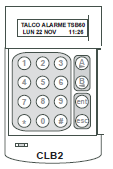 TALCO ALARME TSB60
LUN 22 NOV 11:26
1 2 3 A
4 5 6 B
7 8 9 ent
* 0 # esc
CLB2